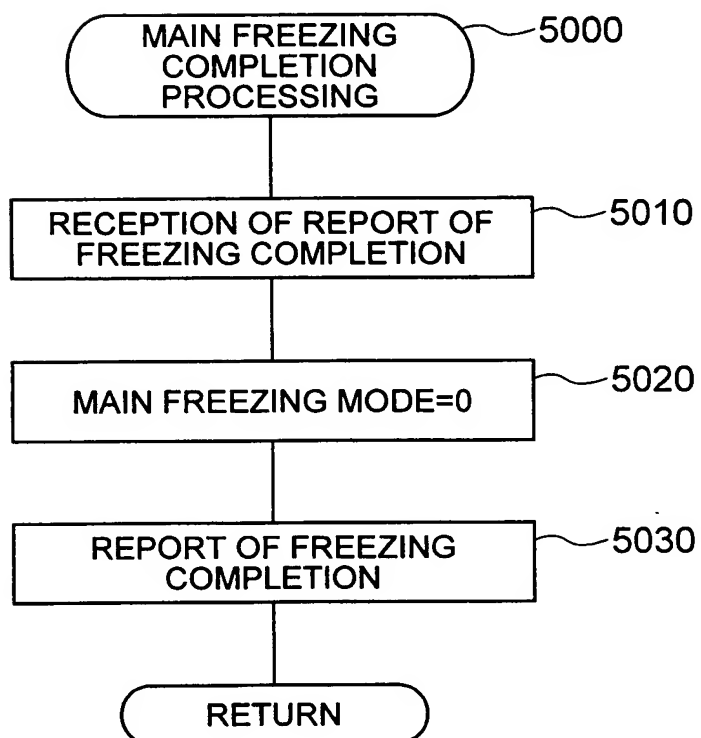 MAIN FREEZING
COMPLETION
PROCESSING
5000
RECEPTION OF REPORT OF
FREEZING COMPLETION
5010
MAIN FREEZING MODE=0
5020
REPORT OF FREEZING
COMPLETION
5030
RETURN